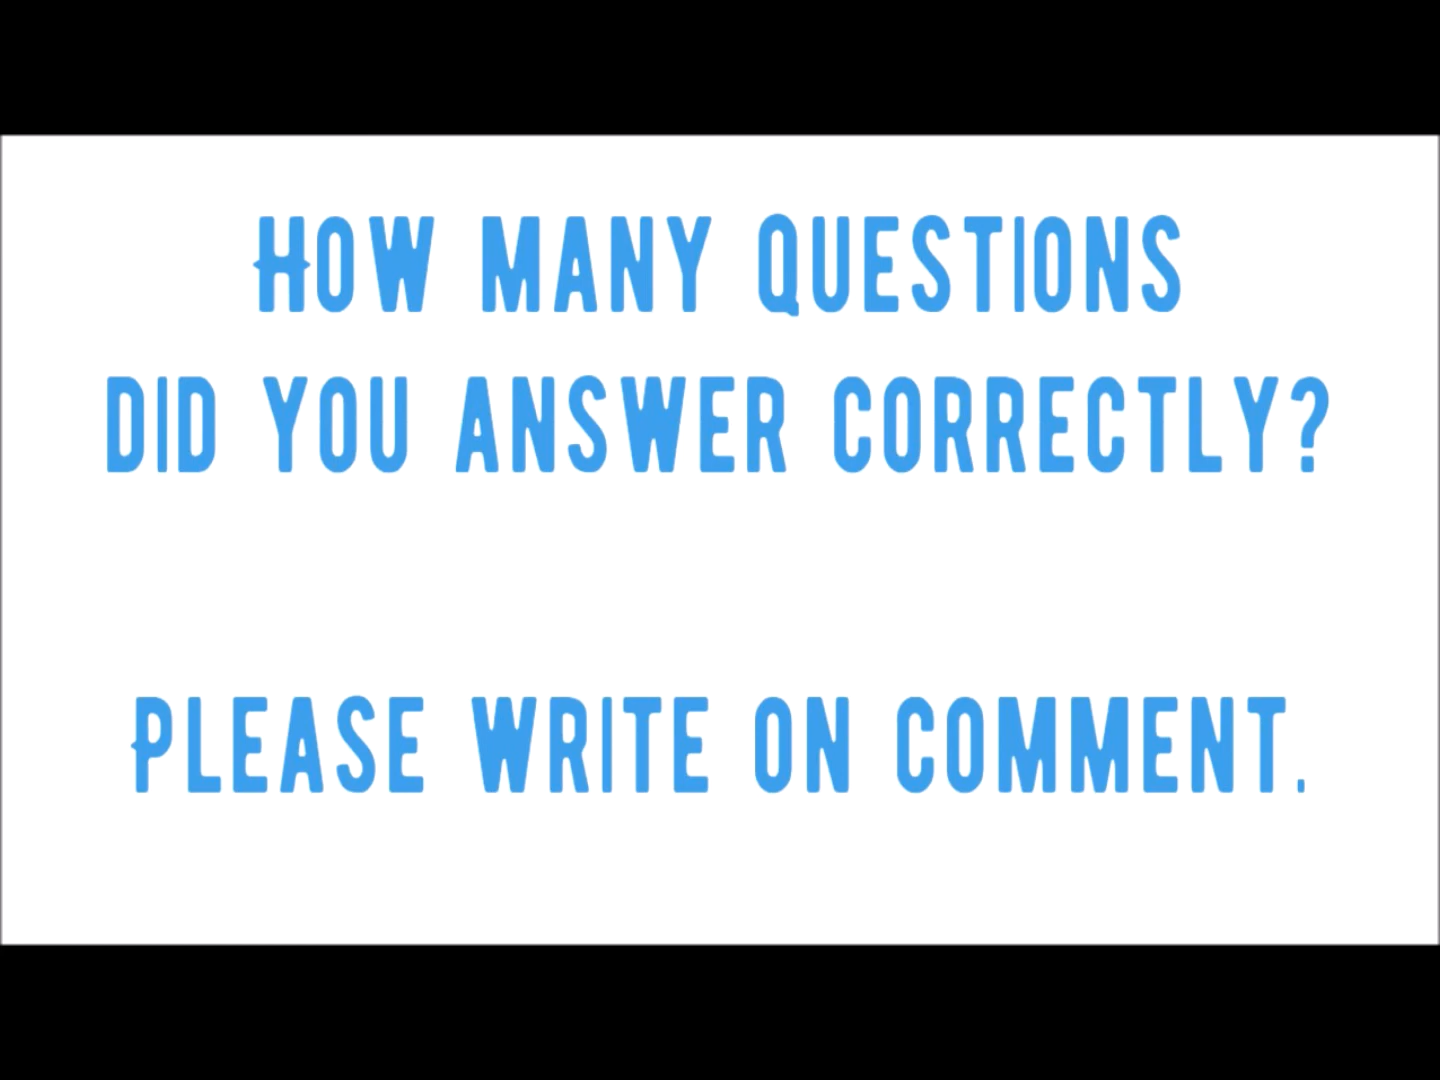 How many questions
did you answer correctly?
Please write on comment.